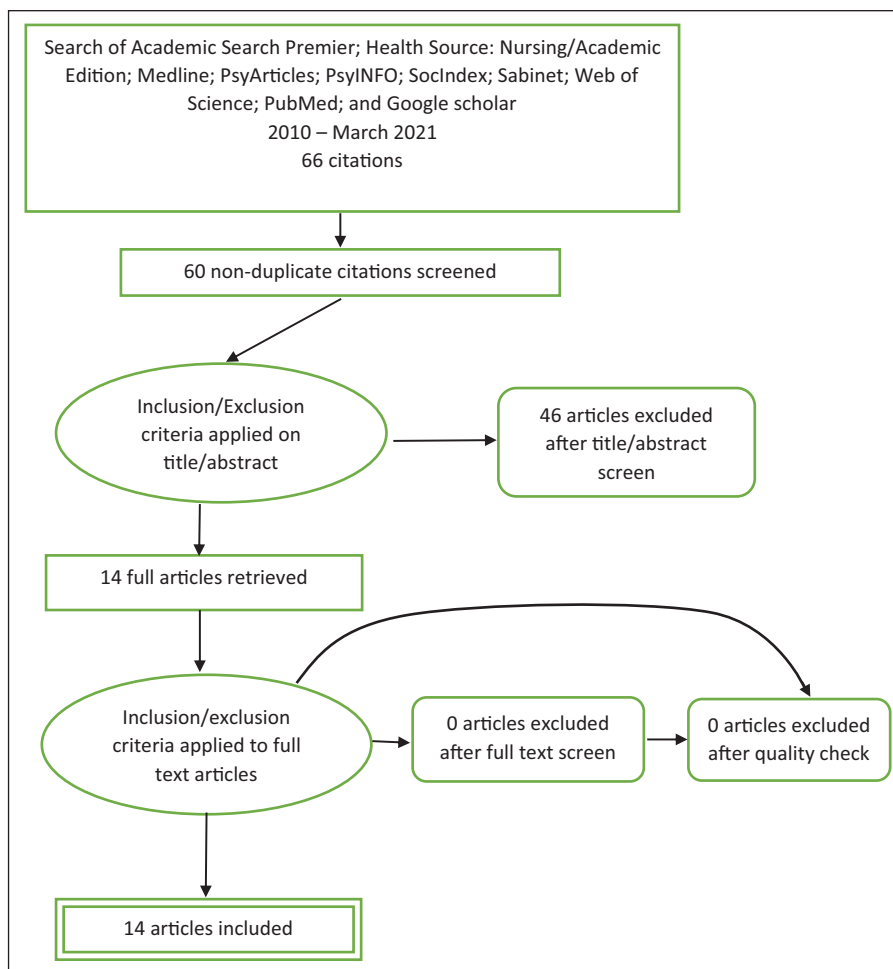 Search of Academic Search Premier; Health Source: Nursing/Academic
Edition; Medline; PsyArticles; PsyINFO; SocIndex; Sabinet; Web of
Science; PubMed; and Google scholar
2010 – March 2021
66 citations
60 non-duplicate citations screened
Inclusion/Exclusion
criteria applied on
title/abstract
46 articles excluded
after title/abstract
screen
14 full articles retrieved
Inclusion/exclusion
criteria applied to full
text articles
0 articles excluded
after full text screen
0 articles excluded
after quality check
14 articles included